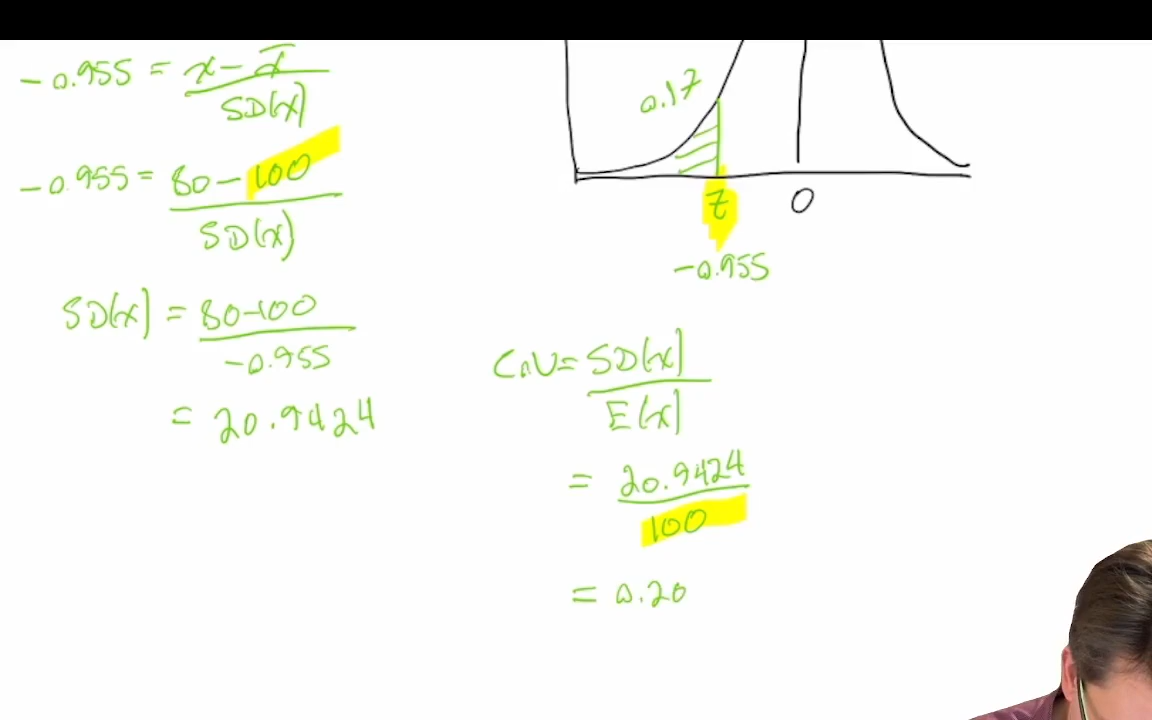 -0.955 = x - x̄
SD(x)
-0.955 = 80 - 100
SD(x)
SD(x) = 80-100
-0.955
= 20.9424
0.17
z
0
-0.955
CoV = SD(x)
E(x)
= 20.9424
100
= 0.20